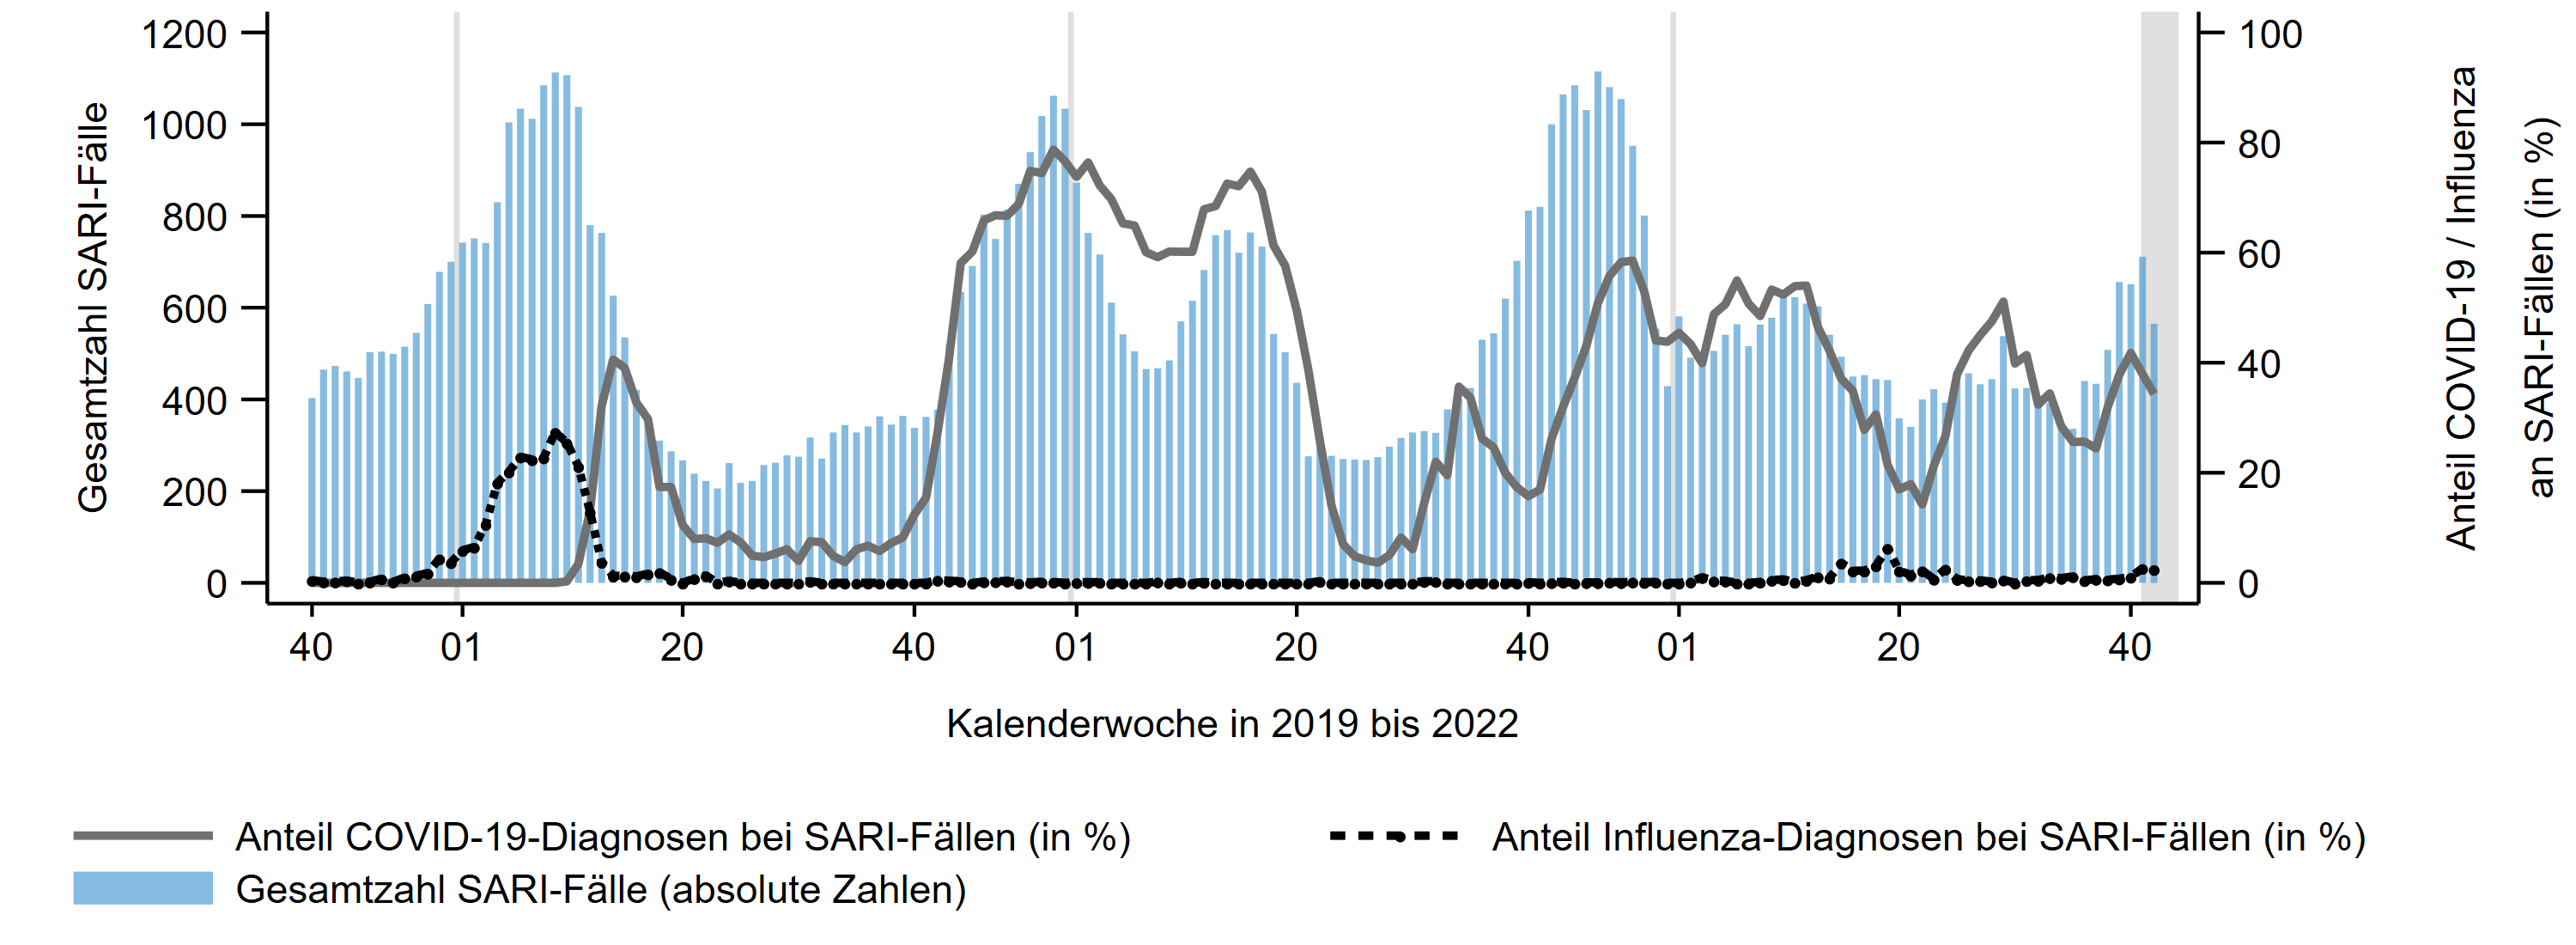 1200
1000
800
600
400
200
0
Gesamtzahl SARI-Fälle
100
80
60
40
20
0
Anteil COVID-19 / Influenza
an SARI-Fällen (in %)
40 01 20 40 01 20 40 01 20 40
Kalenderwoche in 2019 bis 2022
Anteil COVID-19-Diagnosen bei SARI-Fällen (in %)
Anteil Influenza-Diagnosen bei SARI-Fällen (in %)
Gesamtzahl SARI-Fälle (absolute Zahlen)